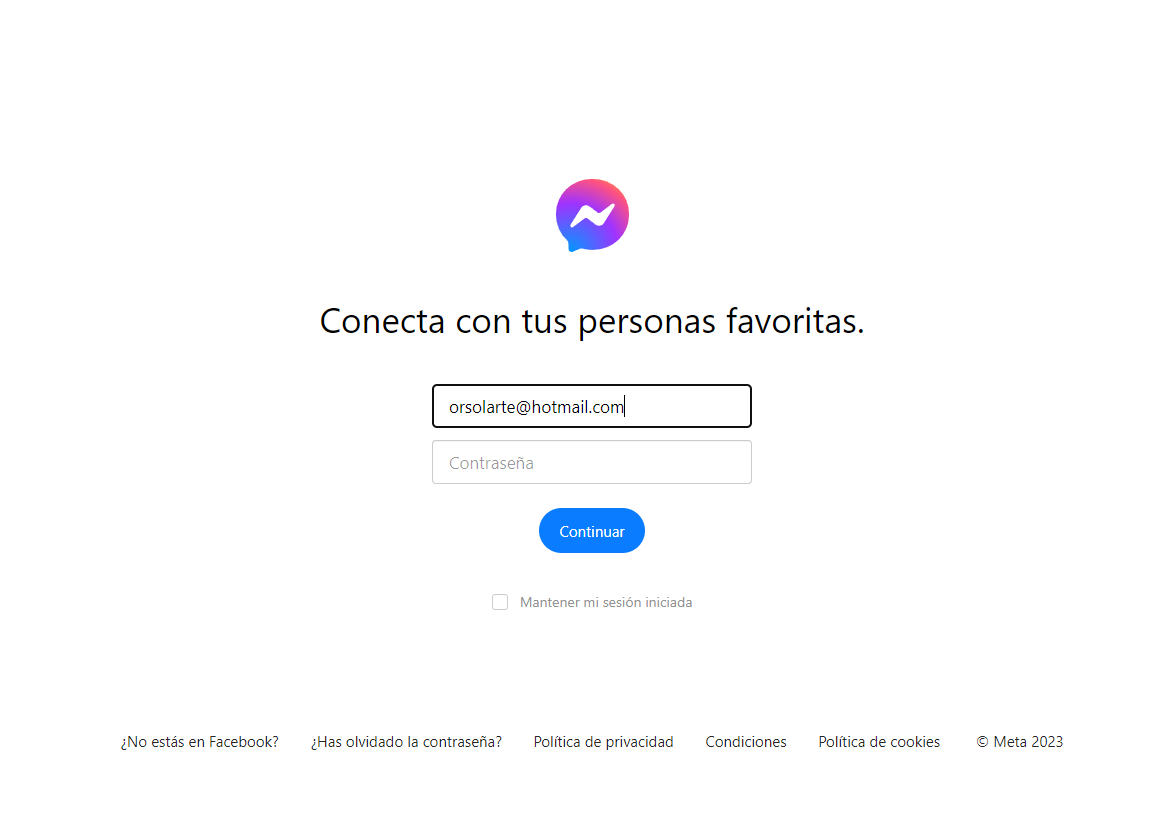 Conecta con tus personas favoritas.
orsolarte@hotmail.com
Contraseña
Continuar
Mantener mi sesión iniciada
¿No estás en Facebook? ¿Has olvidado la contraseña? Política de privacidad Condiciones Política de cookies © Meta 2023